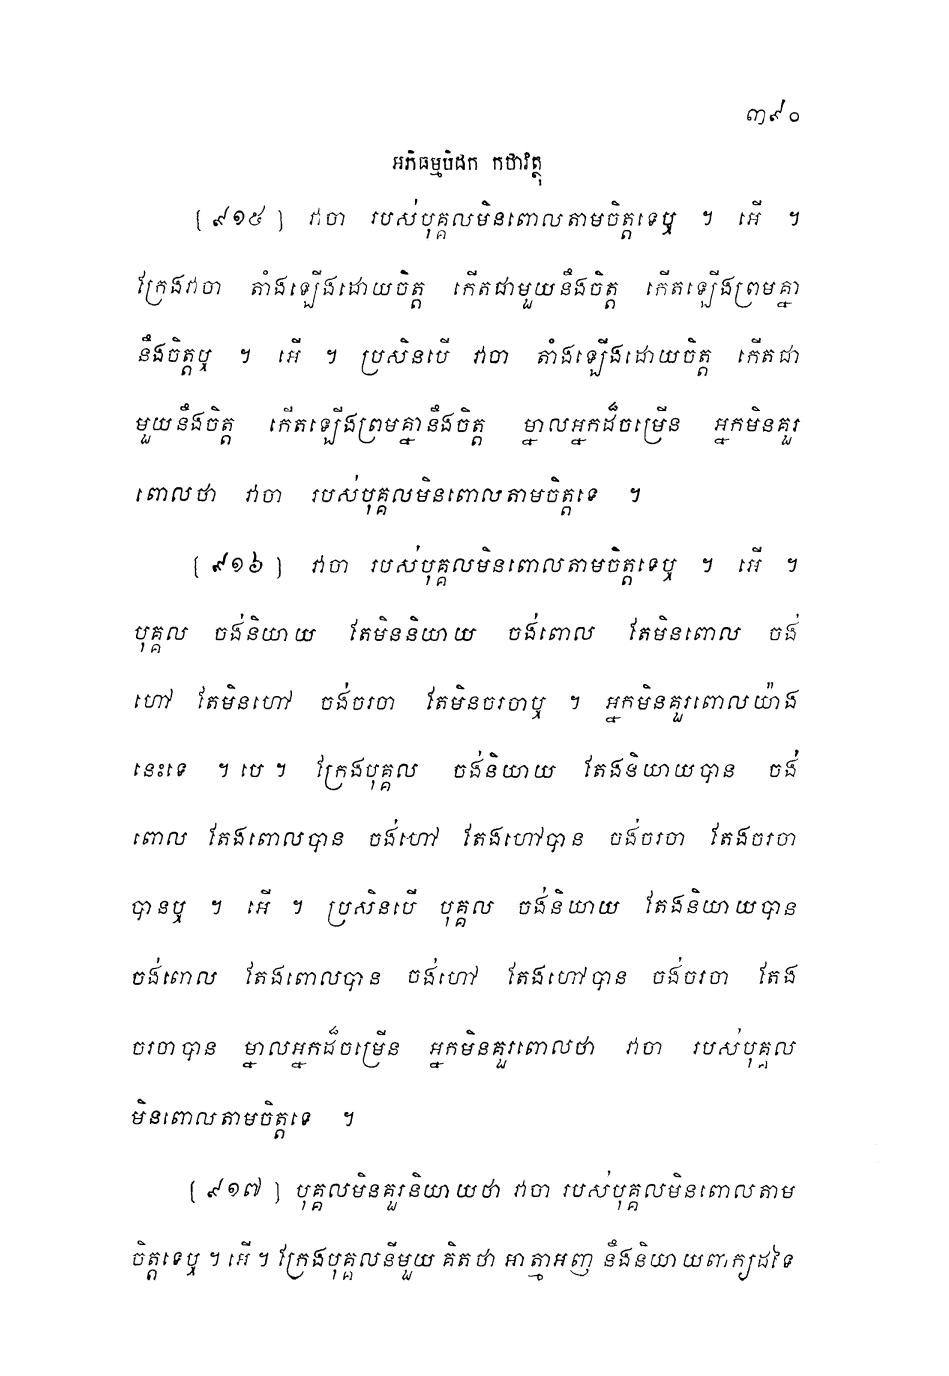 ៣៩០
អភិធម្មបិដក កថាវត្ថុ
[ ៩១៥ ] វាចា របស់បុគ្គលមិនពោលតាមចិត្តទេឬ ។ អើ ។
ក្រែងវាចា តាំងឡើងដោយចិត្ត កើតជាមួយនឹងចិត្ត កើតឡើងព្រមគ្នា
នឹងចិត្តឬ ។ អើ ។ ប្រសិនបើ វាចា តាំងឡើងដោយចិត្ត កើតជា
មួយនឹងចិត្ត កើតឡើងព្រមគ្នានឹងចិត្ត ម្នាលអ្នកដ៏ចម្រើន អ្នកមិនគួរ
ពោលថា វាចា របស់បុគ្គលមិនពោលតាមចិត្តទេ ។
[ ៩១៦ ] វាចា របស់បុគ្គលមិនពោលតាមចិត្តទេឬ ។ អើ ។
បុគ្គល ចង់និយាយ តែមិននិយាយ ចង់ពោល តែមិនពោល ចង់
ហៅ តែមិនហៅ ចង់ចរចា តែមិនចរចាឬ ។ អ្នកមិនគួរពោលយ៉ាង
នេះទេ ។ បេ ។ ក្រែងបុគ្គល ចង់និយាយ តែងនិយាយបាន ចង់
ពោល តែងពោលបាន ចង់ហៅ តែងហៅបាន ចង់ចរចា តែងចរចា
បានឬ ។ អើ ។ ប្រសិនបើ បុគ្គល ចង់និយាយ តែងនិយាយបាន
ចង់ពោល តែងពោលបាន ចង់ហៅ តែងហៅបាន ចង់ចរចា តែង
ចរចាបាន ម្នាលអ្នកដ៏ចម្រើន អ្នកមិនគួរពោលថា វាចា របស់បុគ្គល
មិនពោលតាមចិត្តទេ ។
[ ៩១៧ ] បុគ្គលមិនគួរនិយាយថា វាចា របស់បុគ្គលមិនពោលតាម
ចិត្តទេឬ ។ អើ ។ ក្រែងបុគ្គលនីមួយ គិតថា អាត្មាអញ នឹងនិយាយពាក្យដទៃ